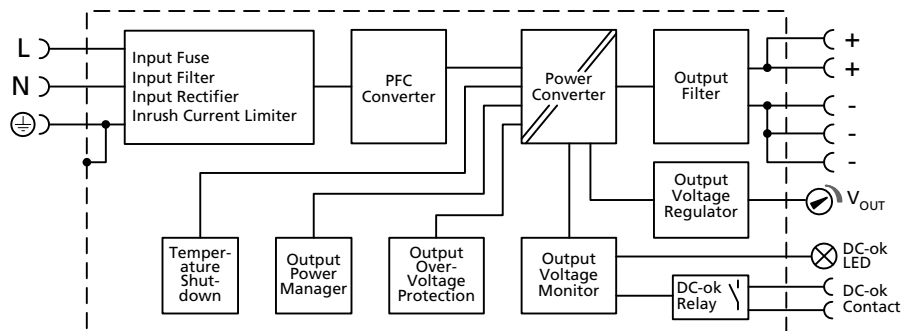 L
N
Input Fuse
Input Filter
Input Rectifier
Inrush Current Limiter
PFC
Converter
Power
Converter
Output
Filter
+
+
-
-
-
Output
Voltage
Regulator
VOUT
Temper-
ature
Shut-
down
Output
Power
Manager
Output
Over-
Voltage
Protection
Output
Voltage
Monitor
DC-ok
Relay
DC-ok
LED
DC-ok
Contact